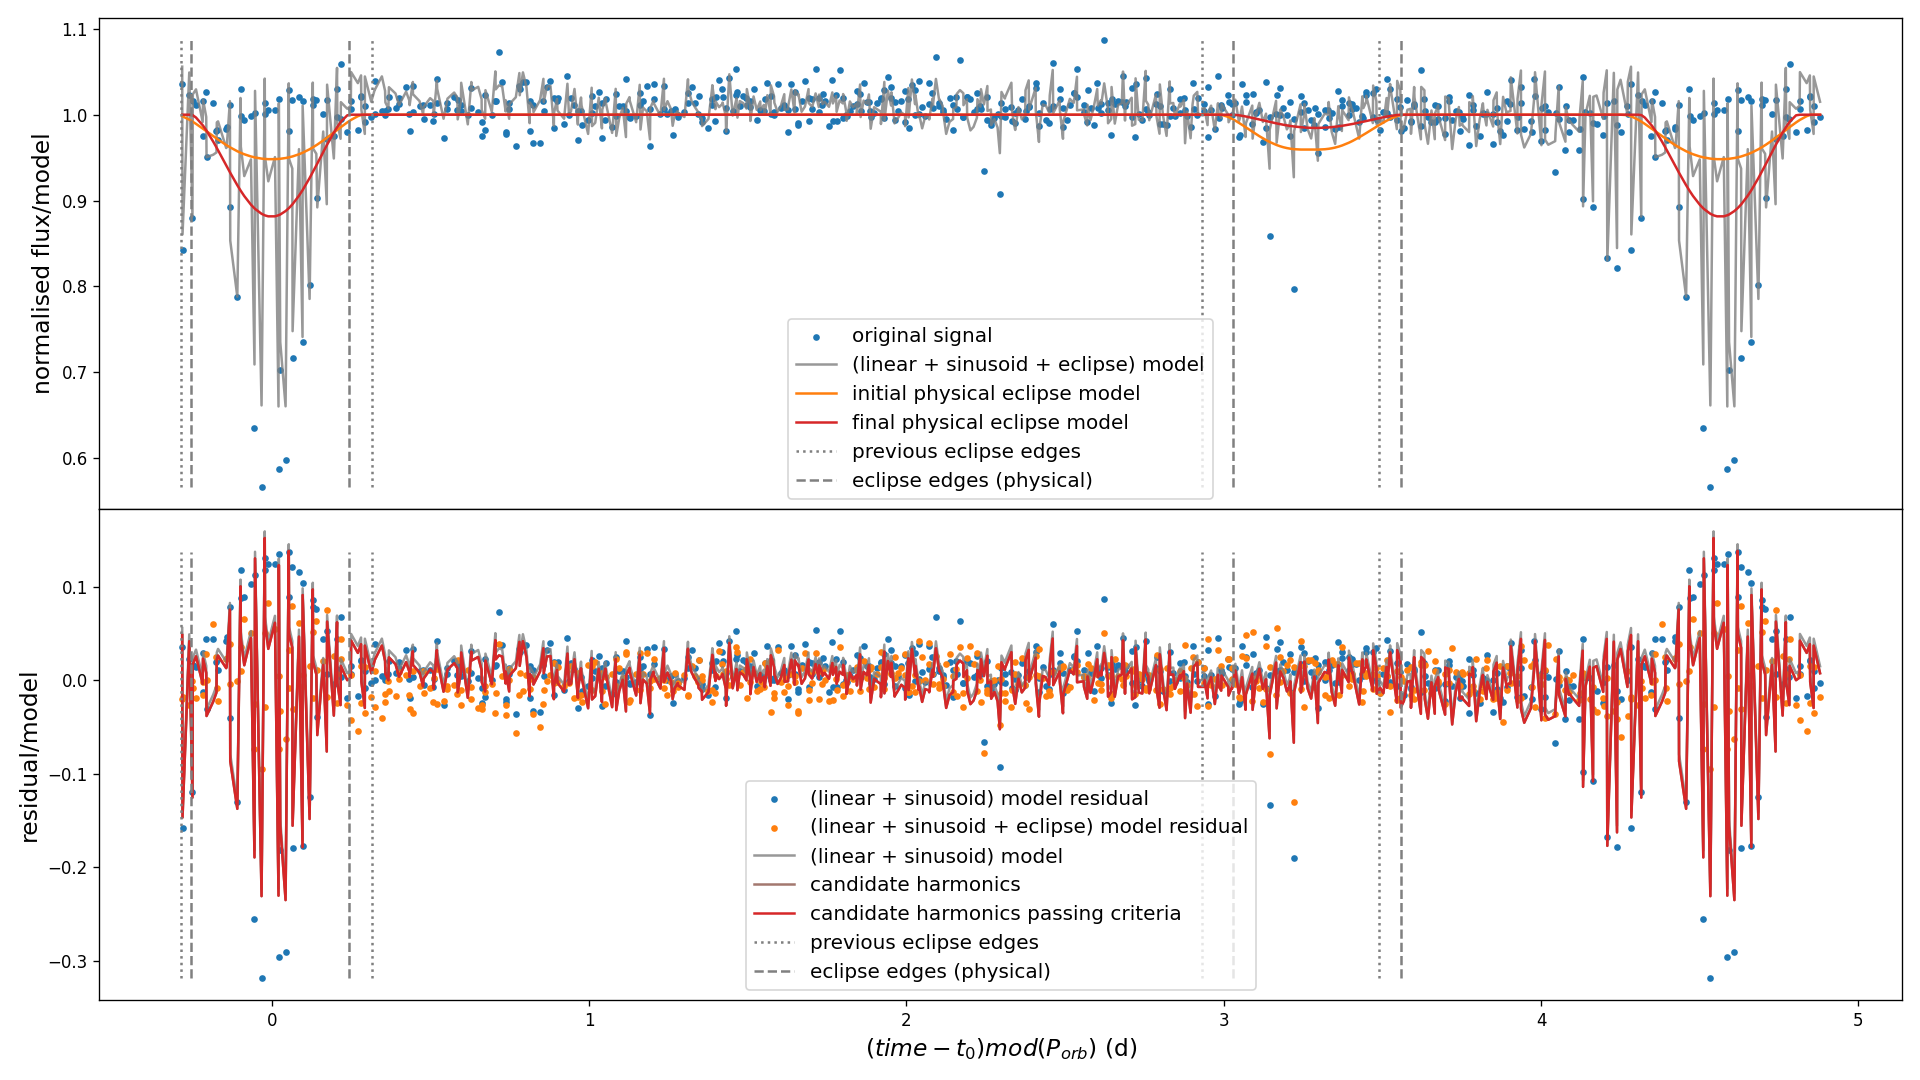 1.1
1.0
0.9
0.8
0.7
0.6
normalised flux/model
original signal
(linear + sinusoid + eclipse) model
initial physical eclipse model
final physical eclipse model
previous eclipse edges
eclipse edges (physical)
0.1
0.0
−0.1
−0.2
−0.3
residual/model
(linear + sinusoid) model residual
(linear + sinusoid + eclipse) model residual
(linear + sinusoid) model
candidate harmonics
candidate harmonics passing criteria
previous eclipse edges
eclipse edges (physical)
0 1 2 3 4 5
(time − t₀)mod(P_orb) (d)